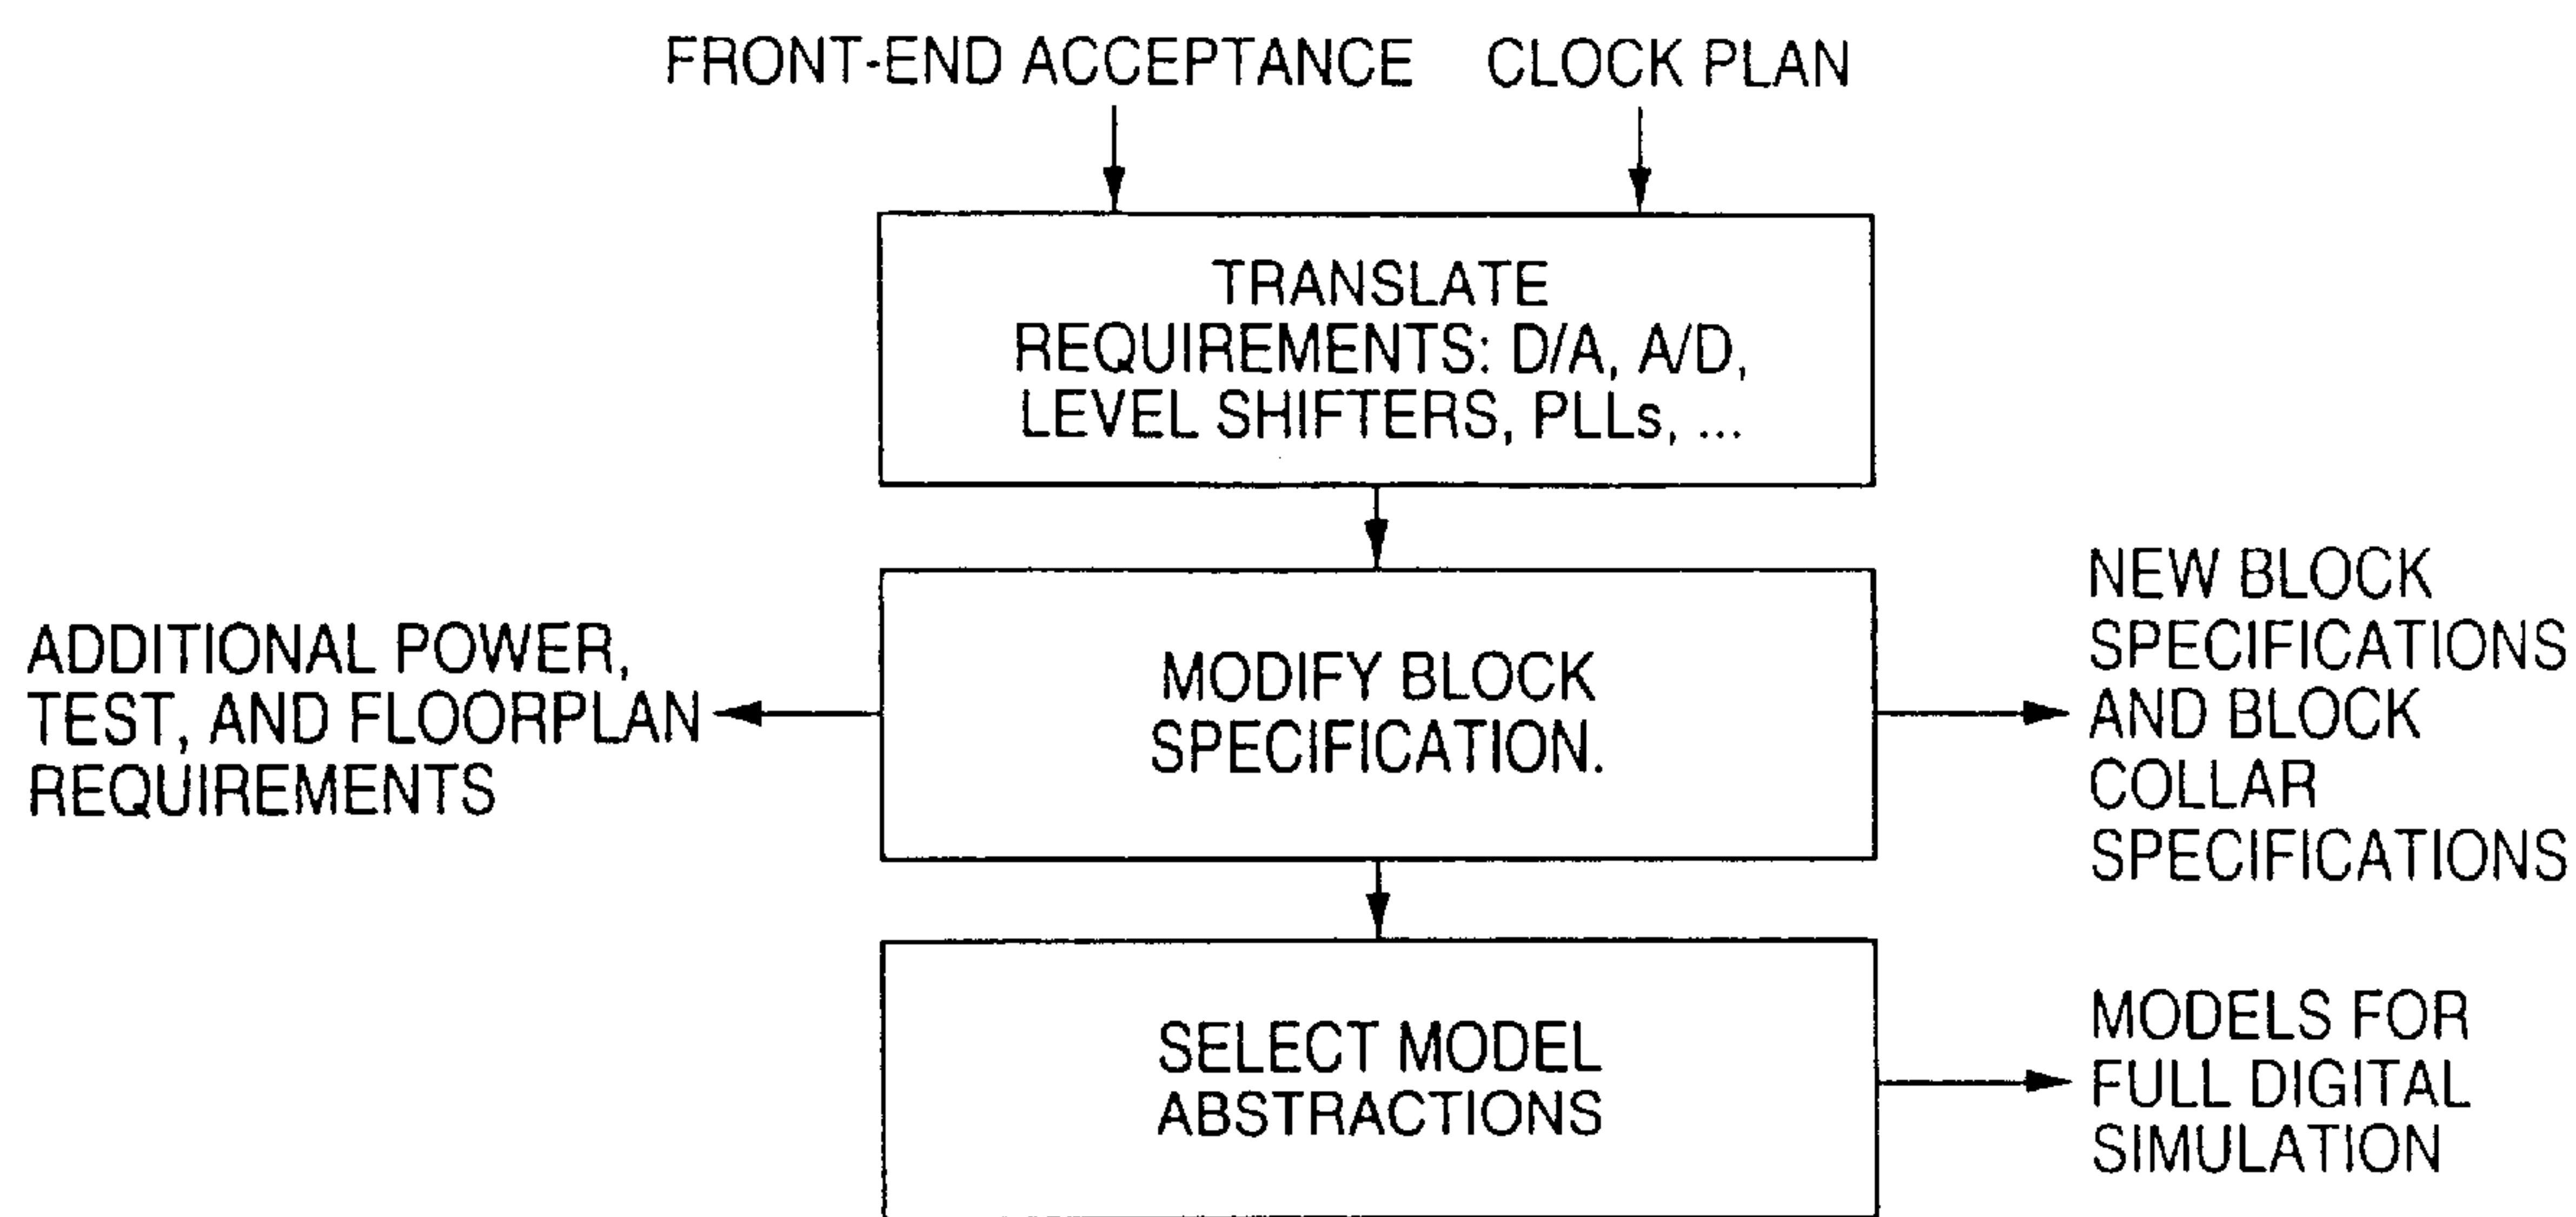 FRONT-END ACCEPTANCE
CLOCK PLAN
TRANSLATE
REQUIREMENTS: D/A, A/D,
LEVEL SHIFTERS, PLLs, ...
ADDITIONAL POWER,
TEST, AND FLOORPLAN
REQUIREMENTS
MODIFY BLOCK
SPECIFICATION.
NEW BLOCK
SPECIFICATIONS
AND BLOCK
COLLAR
SPECIFICATIONS
SELECT MODEL
ABSTRACTIONS
MODELS FOR
FULL DIGITAL
SIMULATION